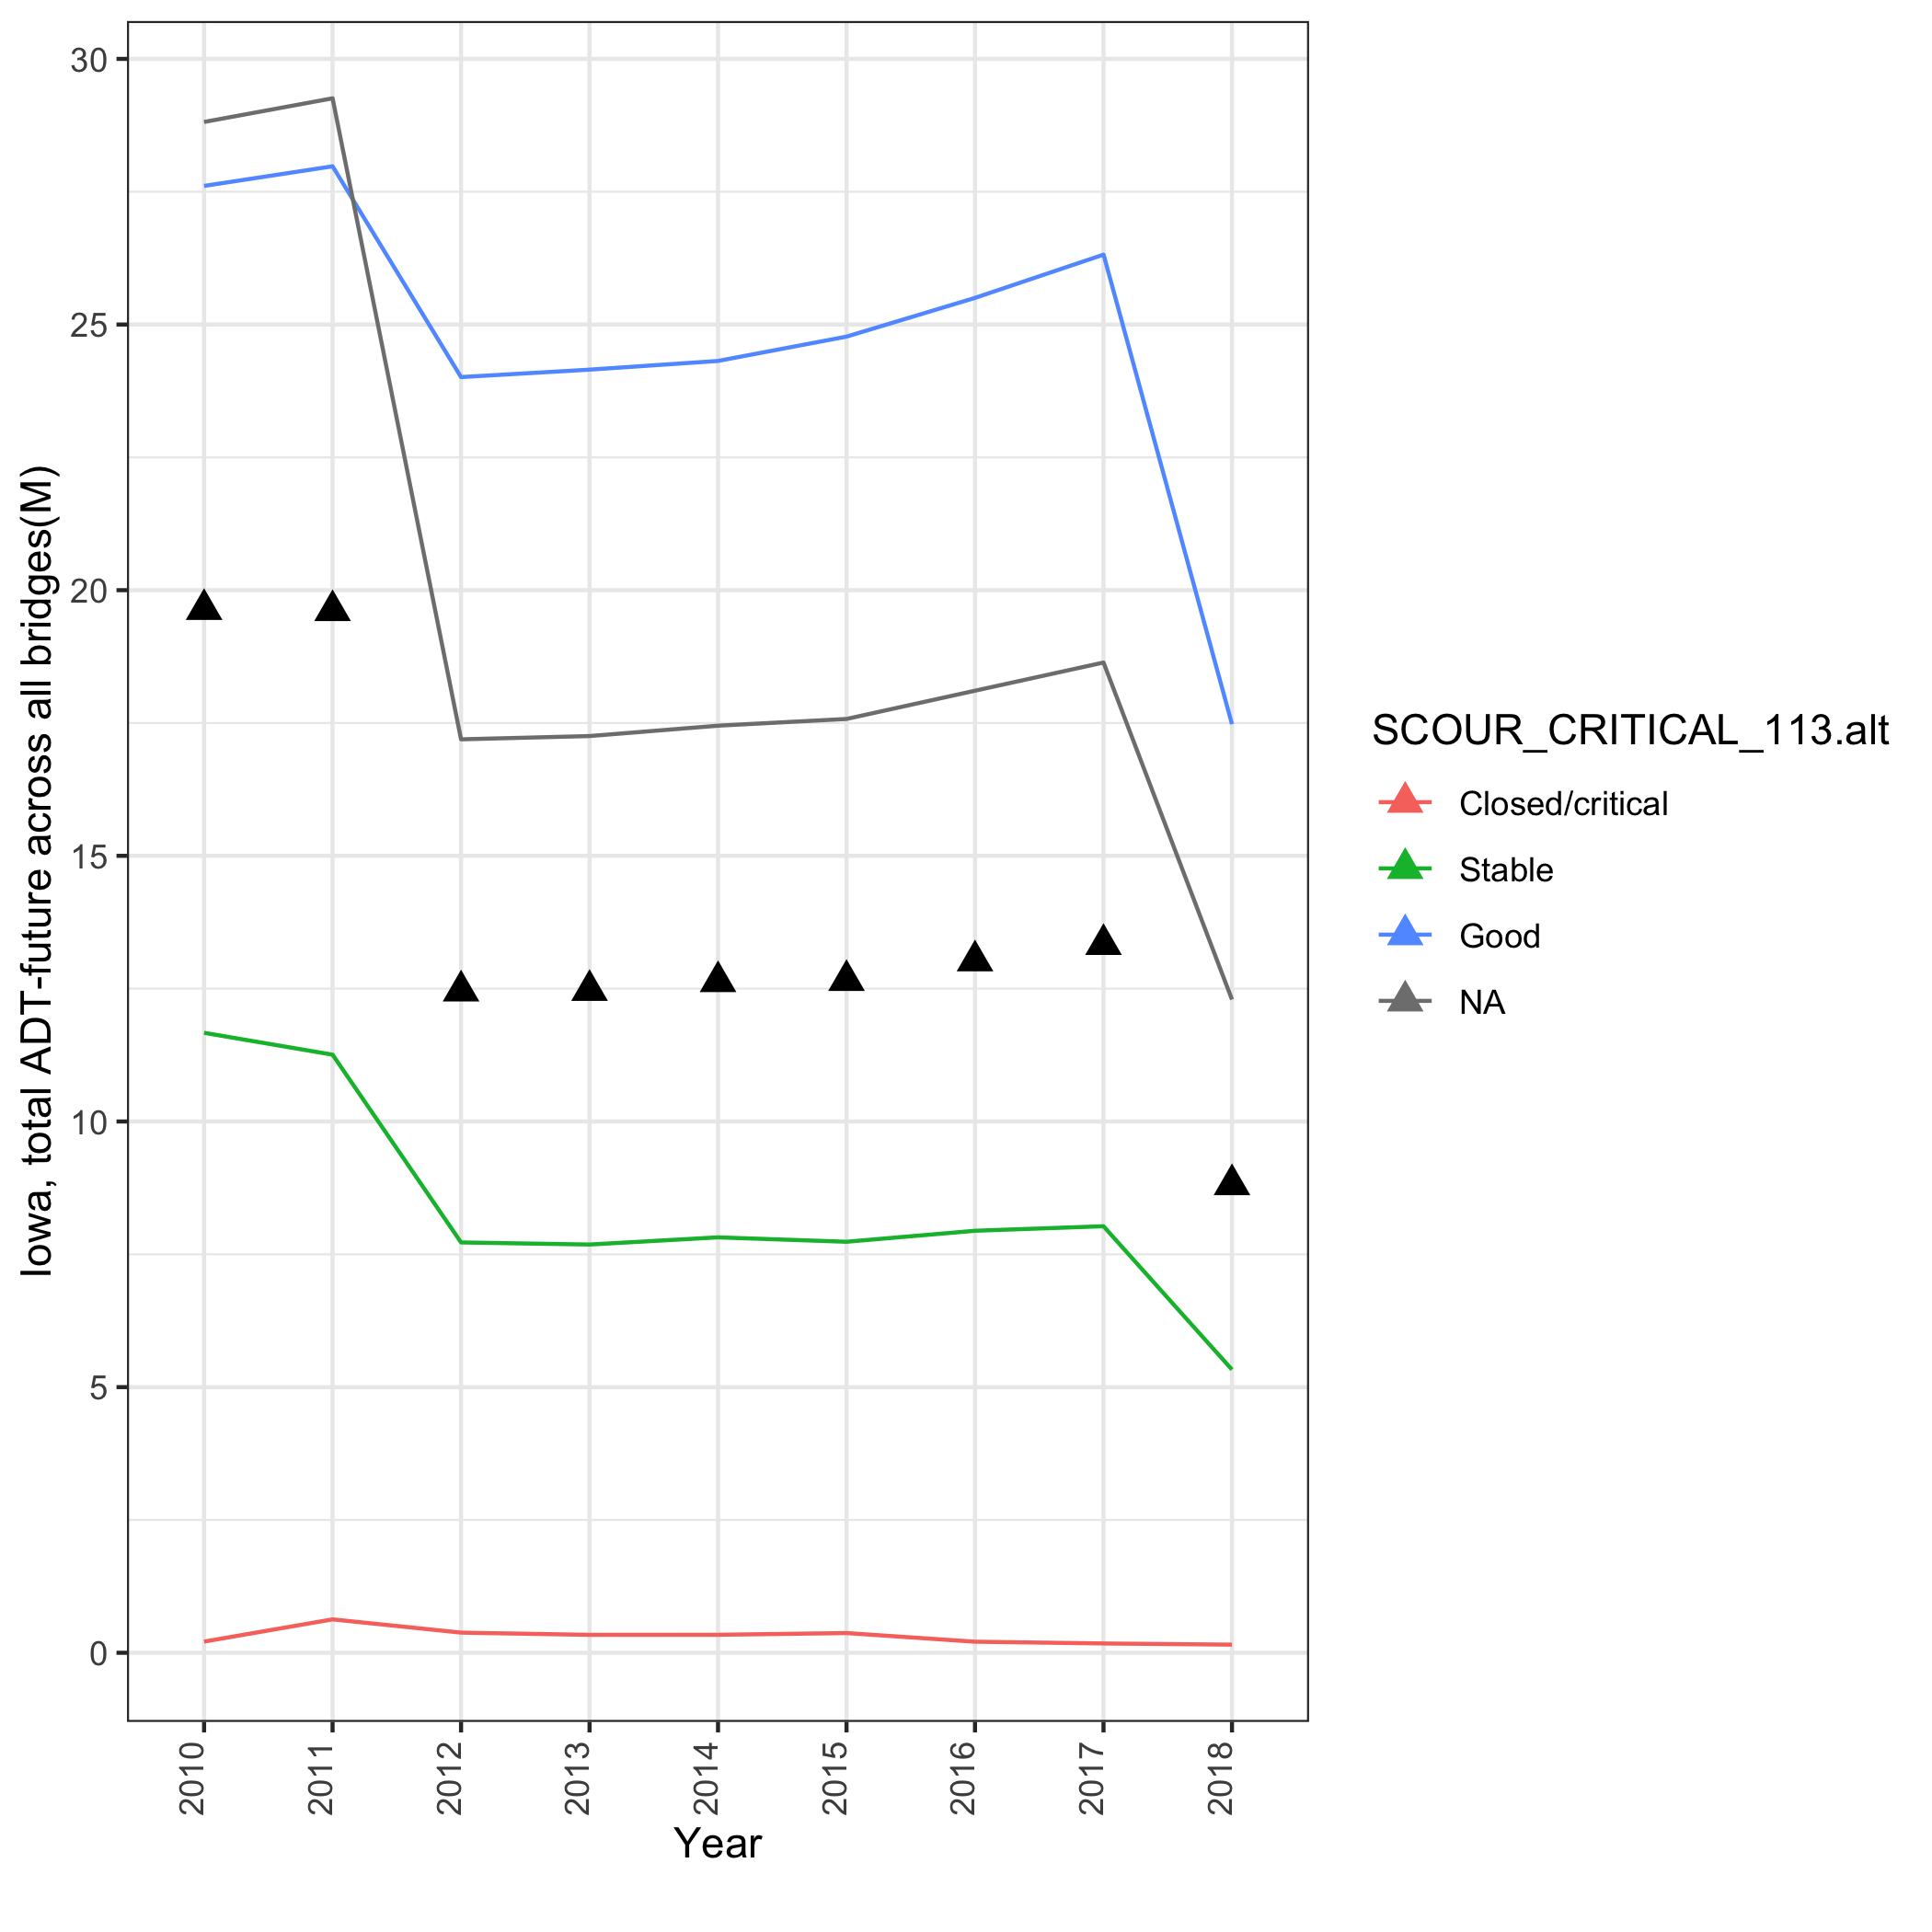 Iowa, total ADT-future across all bridges(M)
30
25
20
15
10
5
0
2010
2011
2012
2013
2014
2015
2016
2017
2018
Year
SCOUR_CRITICAL_113.alt
Closed/critical
Stable
Good
NA